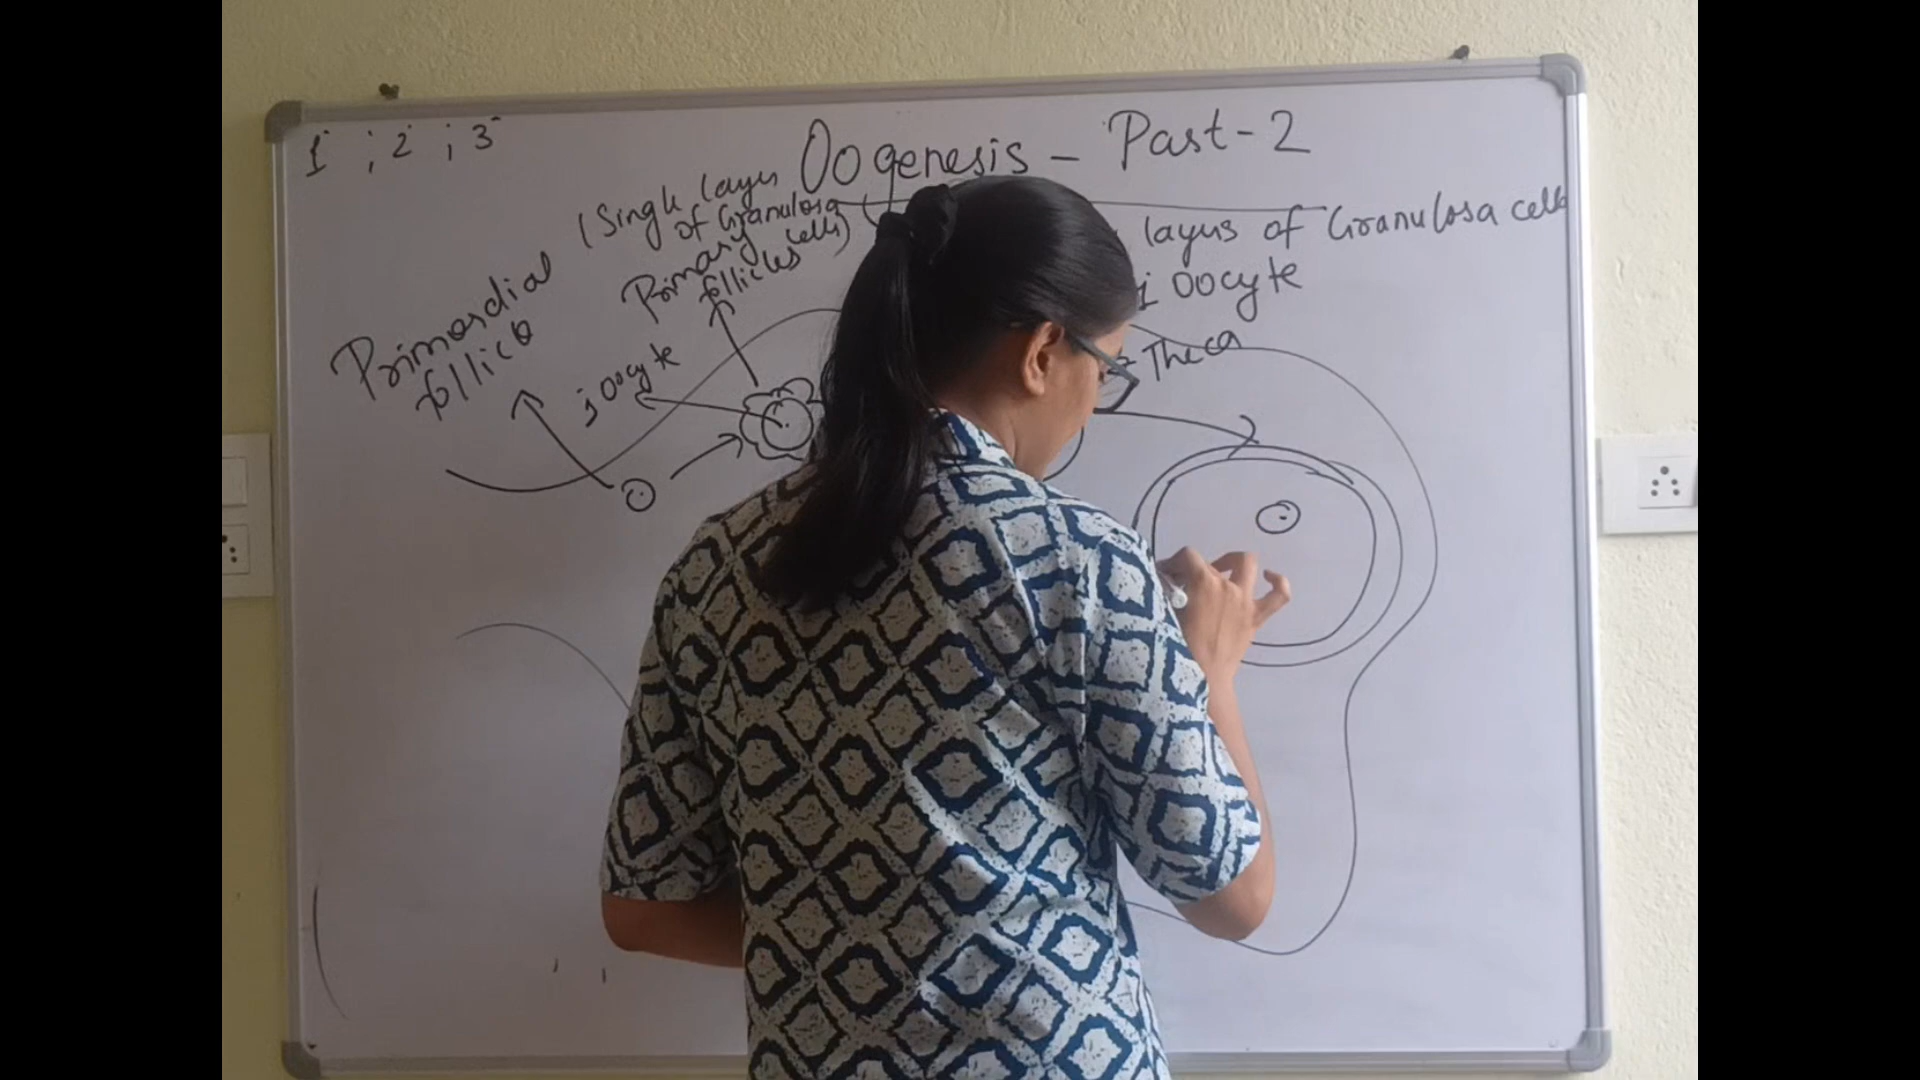 1° ; 2° ; 3°
Oogenesis - Part-2
(Single layer
of Granulosa
cells)
Primary
follicles
Primordial
follicle
1° oocyte
layers of Granulosa cells
1° oocyte
Theca